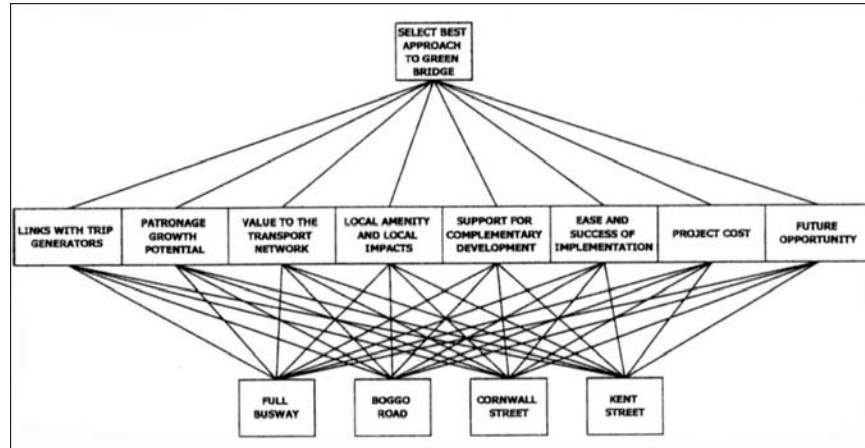 SELECT BEST
APPROACH
TO GREEN
BRIDGE
LINKS WITH TRIP
GENERATORS
PATRONAGE
GROWTH
POTENTIAL
VALUE TO THE
TRANSPORT
NETWORK
LOCAL AMENITY
AND LOCAL
IMPACTS
SUPPORT FOR
COMPLEMENTARY
DEVELOPMENT
EASE AND
SUCCESS OF
IMPLEMENTATION
PROJECT COST
FUTURE
OPPORTUNITY
FULL
BUSWAY
BOGGO
ROAD
CORNWALL
STREET
KENT
STREET